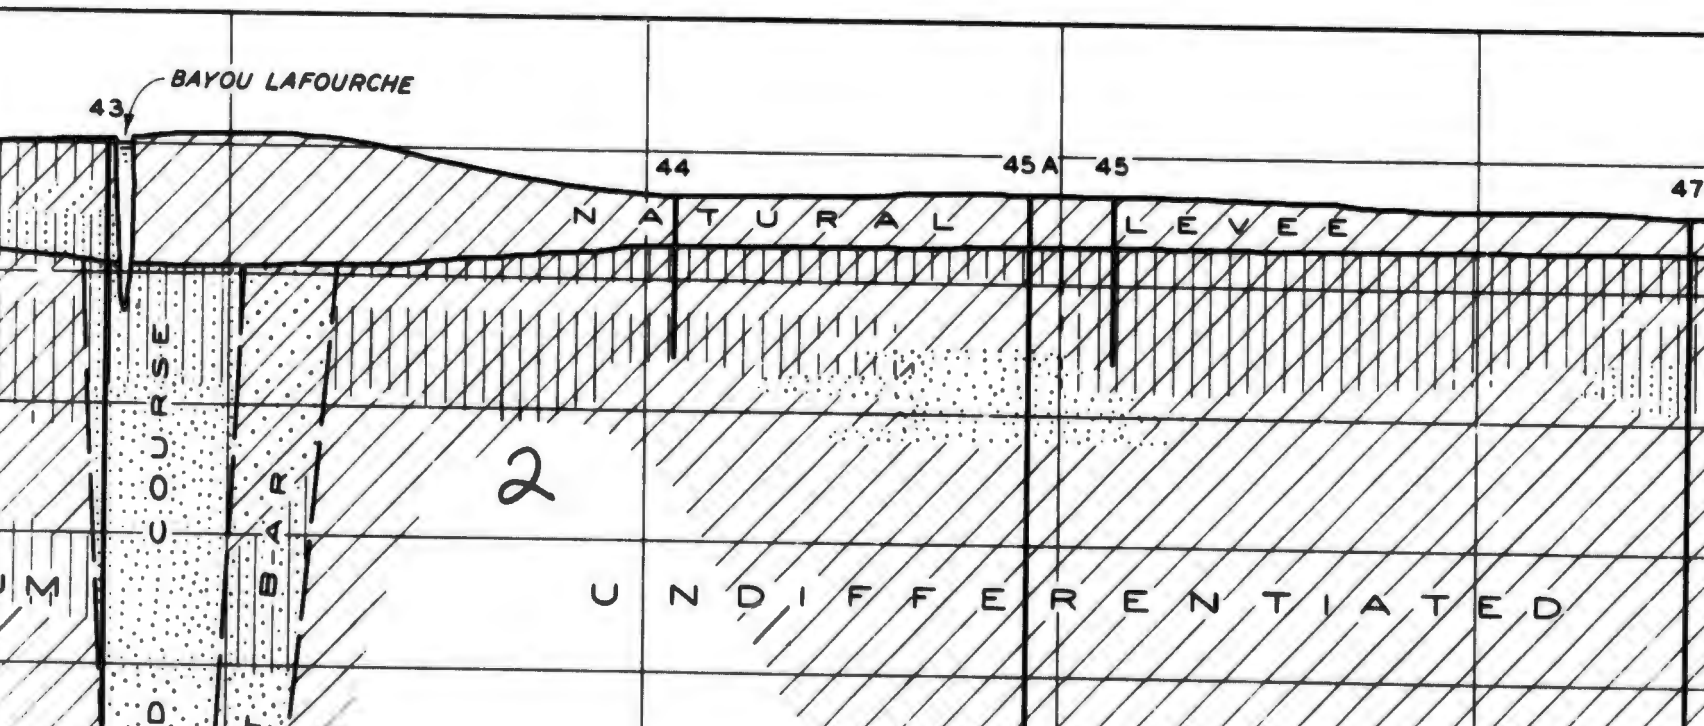 BAYOU LAFOURCHE
43
44
45A
45
47
NATURAL LEVEE
COURSE
BAR
2
UM
UNDIFFERENTIATED
D